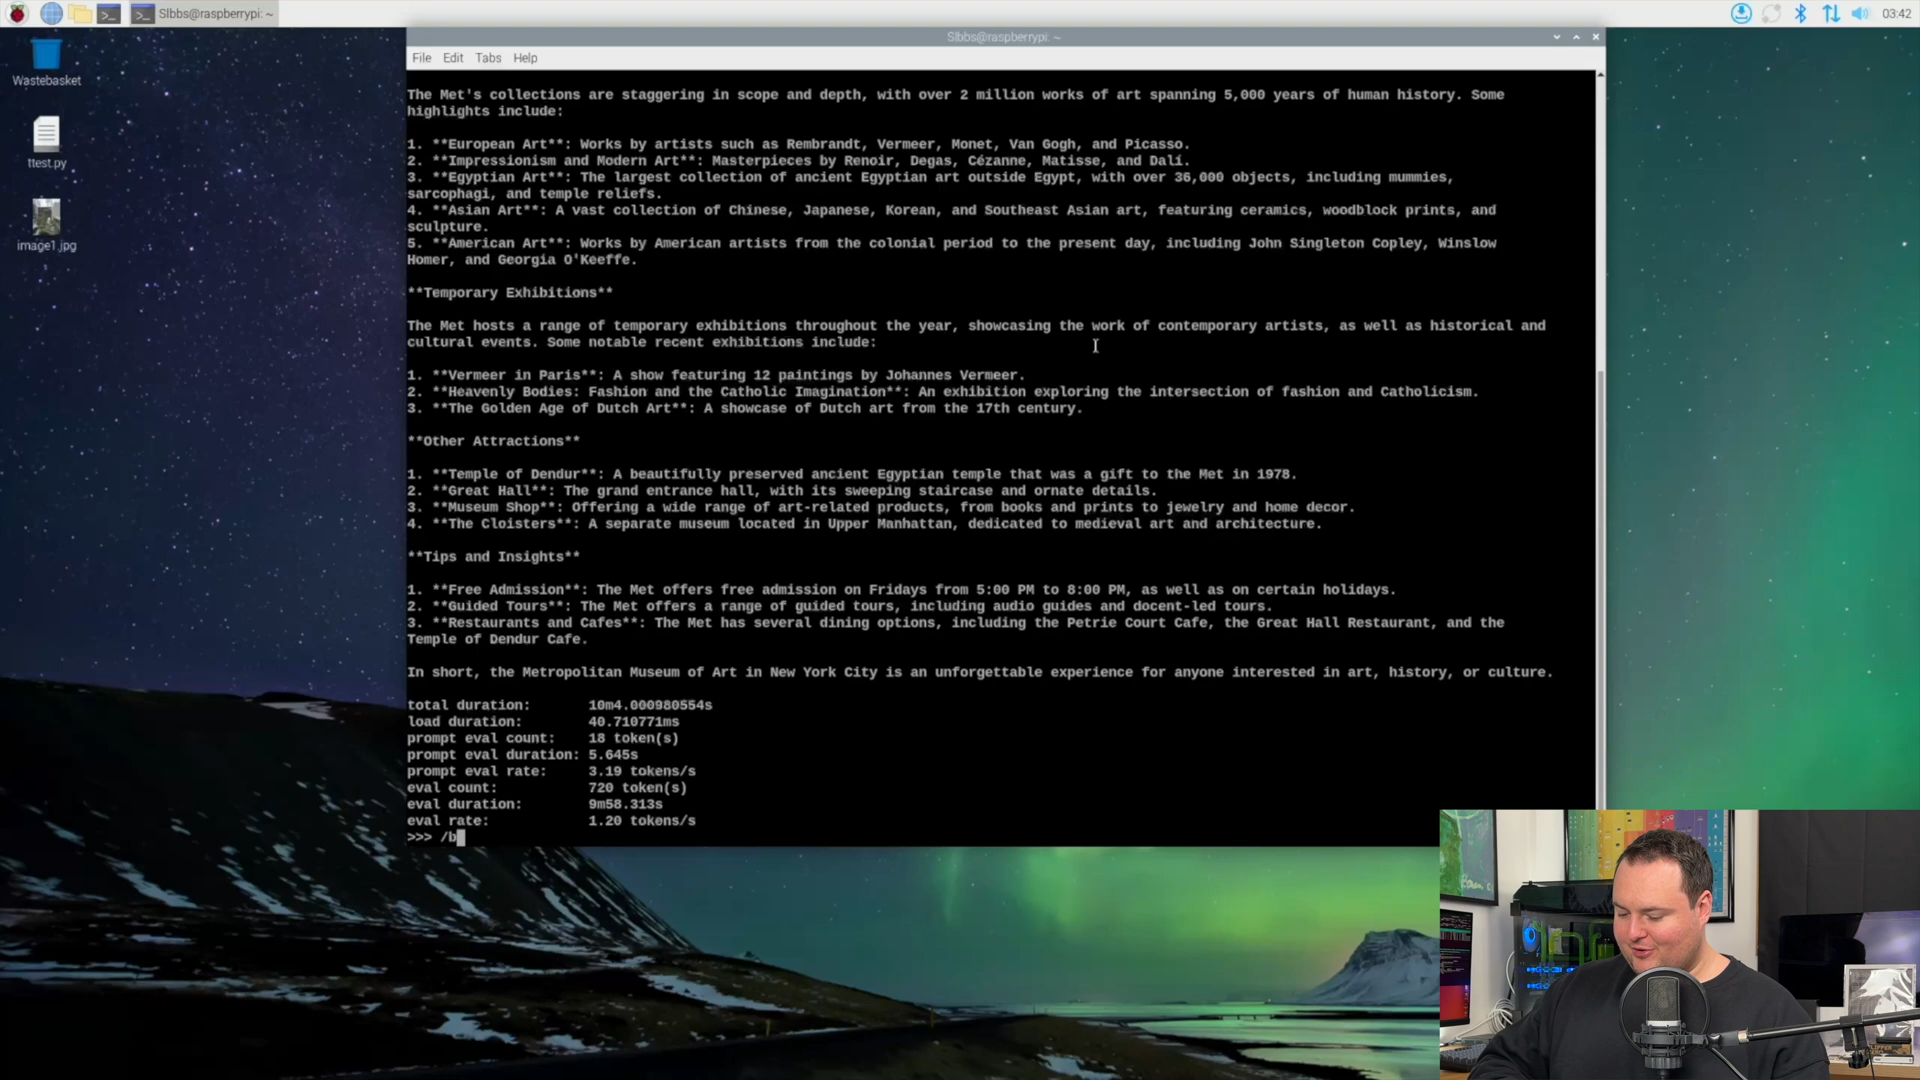 SIbbs@raspberrypi: ~
03:42
Wastebasket
ttest.py
image1.jpg
SIbbs@raspberrypi: ~
File Edit Tabs Help
The Met's collections are staggering in scope and depth, with over 2 million works of art spanning 5,000 years of human history. Some
highlights include:
1. **European Art**: Works by artists such as Rembrandt, Vermeer, Monet, Van Gogh, and Picasso.
2. **Impressionism and Modern Art**: Masterpieces by Renoir, Degas, Cézanne, Matisse, and Dalí.
3. **Egyptian Art**: The largest collection of ancient Egyptian art outside Egypt, with over 36,000 objects, including mummies,
sarcophagi, and temple reliefs.
4. **Asian Art**: A vast collection of Chinese, Japanese, Korean, and Southeast Asian art, featuring ceramics, woodblock prints, and
sculpture.
5. **American Art**: Works by American artists from the colonial period to the present day, including John Singleton Copley, Winslow
Homer, and Georgia O'Keeffe.
**Temporary Exhibitions**
The Met hosts a range of temporary exhibitions throughout the year, showcasing the work of contemporary artists, as well as historical and
cultural events. Some notable recent exhibitions include:
1. **Vermeer in Paris**: A show featuring 12 paintings by Johannes Vermeer.
2. **Heavenly Bodies: Fashion and the Catholic Imagination**: An exhibition exploring the intersection of fashion and Catholicism.
3. **The Golden Age of Dutch Art**: A showcase of Dutch art from the 17th century.
**Other Attractions**
1. **Temple of Dendur**: A beautifully preserved ancient Egyptian temple that was a gift to the Met in 1978.
2. **Great Hall**: The grand entrance hall, with its sweeping staircase and ornate details.
3. **Museum Shop**: Offering a wide range of art-related products, from books and prints to jewelry and home decor.
4. **The Cloisters**: A separate museum located in Upper Manhattan, dedicated to medieval art and architecture.
**Tips and Insights**
1. **Free Admission**: The Met offers free admission on Fridays from 5:00 PM to 8:00 PM, as well as on certain holidays.
2. **Guided Tours**: The Met offers a range of guided tours, including audio guides and docent-led tours.
3. **Restaurants and Cafes**: The Met has several dining options, including the Petrie Court Cafe, the Great Hall Restaurant, and the
Temple of Dendur Cafe.
In short, the Metropolitan Museum of Art in New York City is an unforgettable experience for anyone interested in art, history, or culture.
total duration: 10m4.000980554s
load duration: 40.710771ms
prompt eval count: 18 token(s)
prompt eval duration: 5.645s
prompt eval rate: 3.19 tokens/s
eval count: 720 token(s)
eval duration: 9m58.313s
eval rate: 1.20 tokens/s
>>> /b